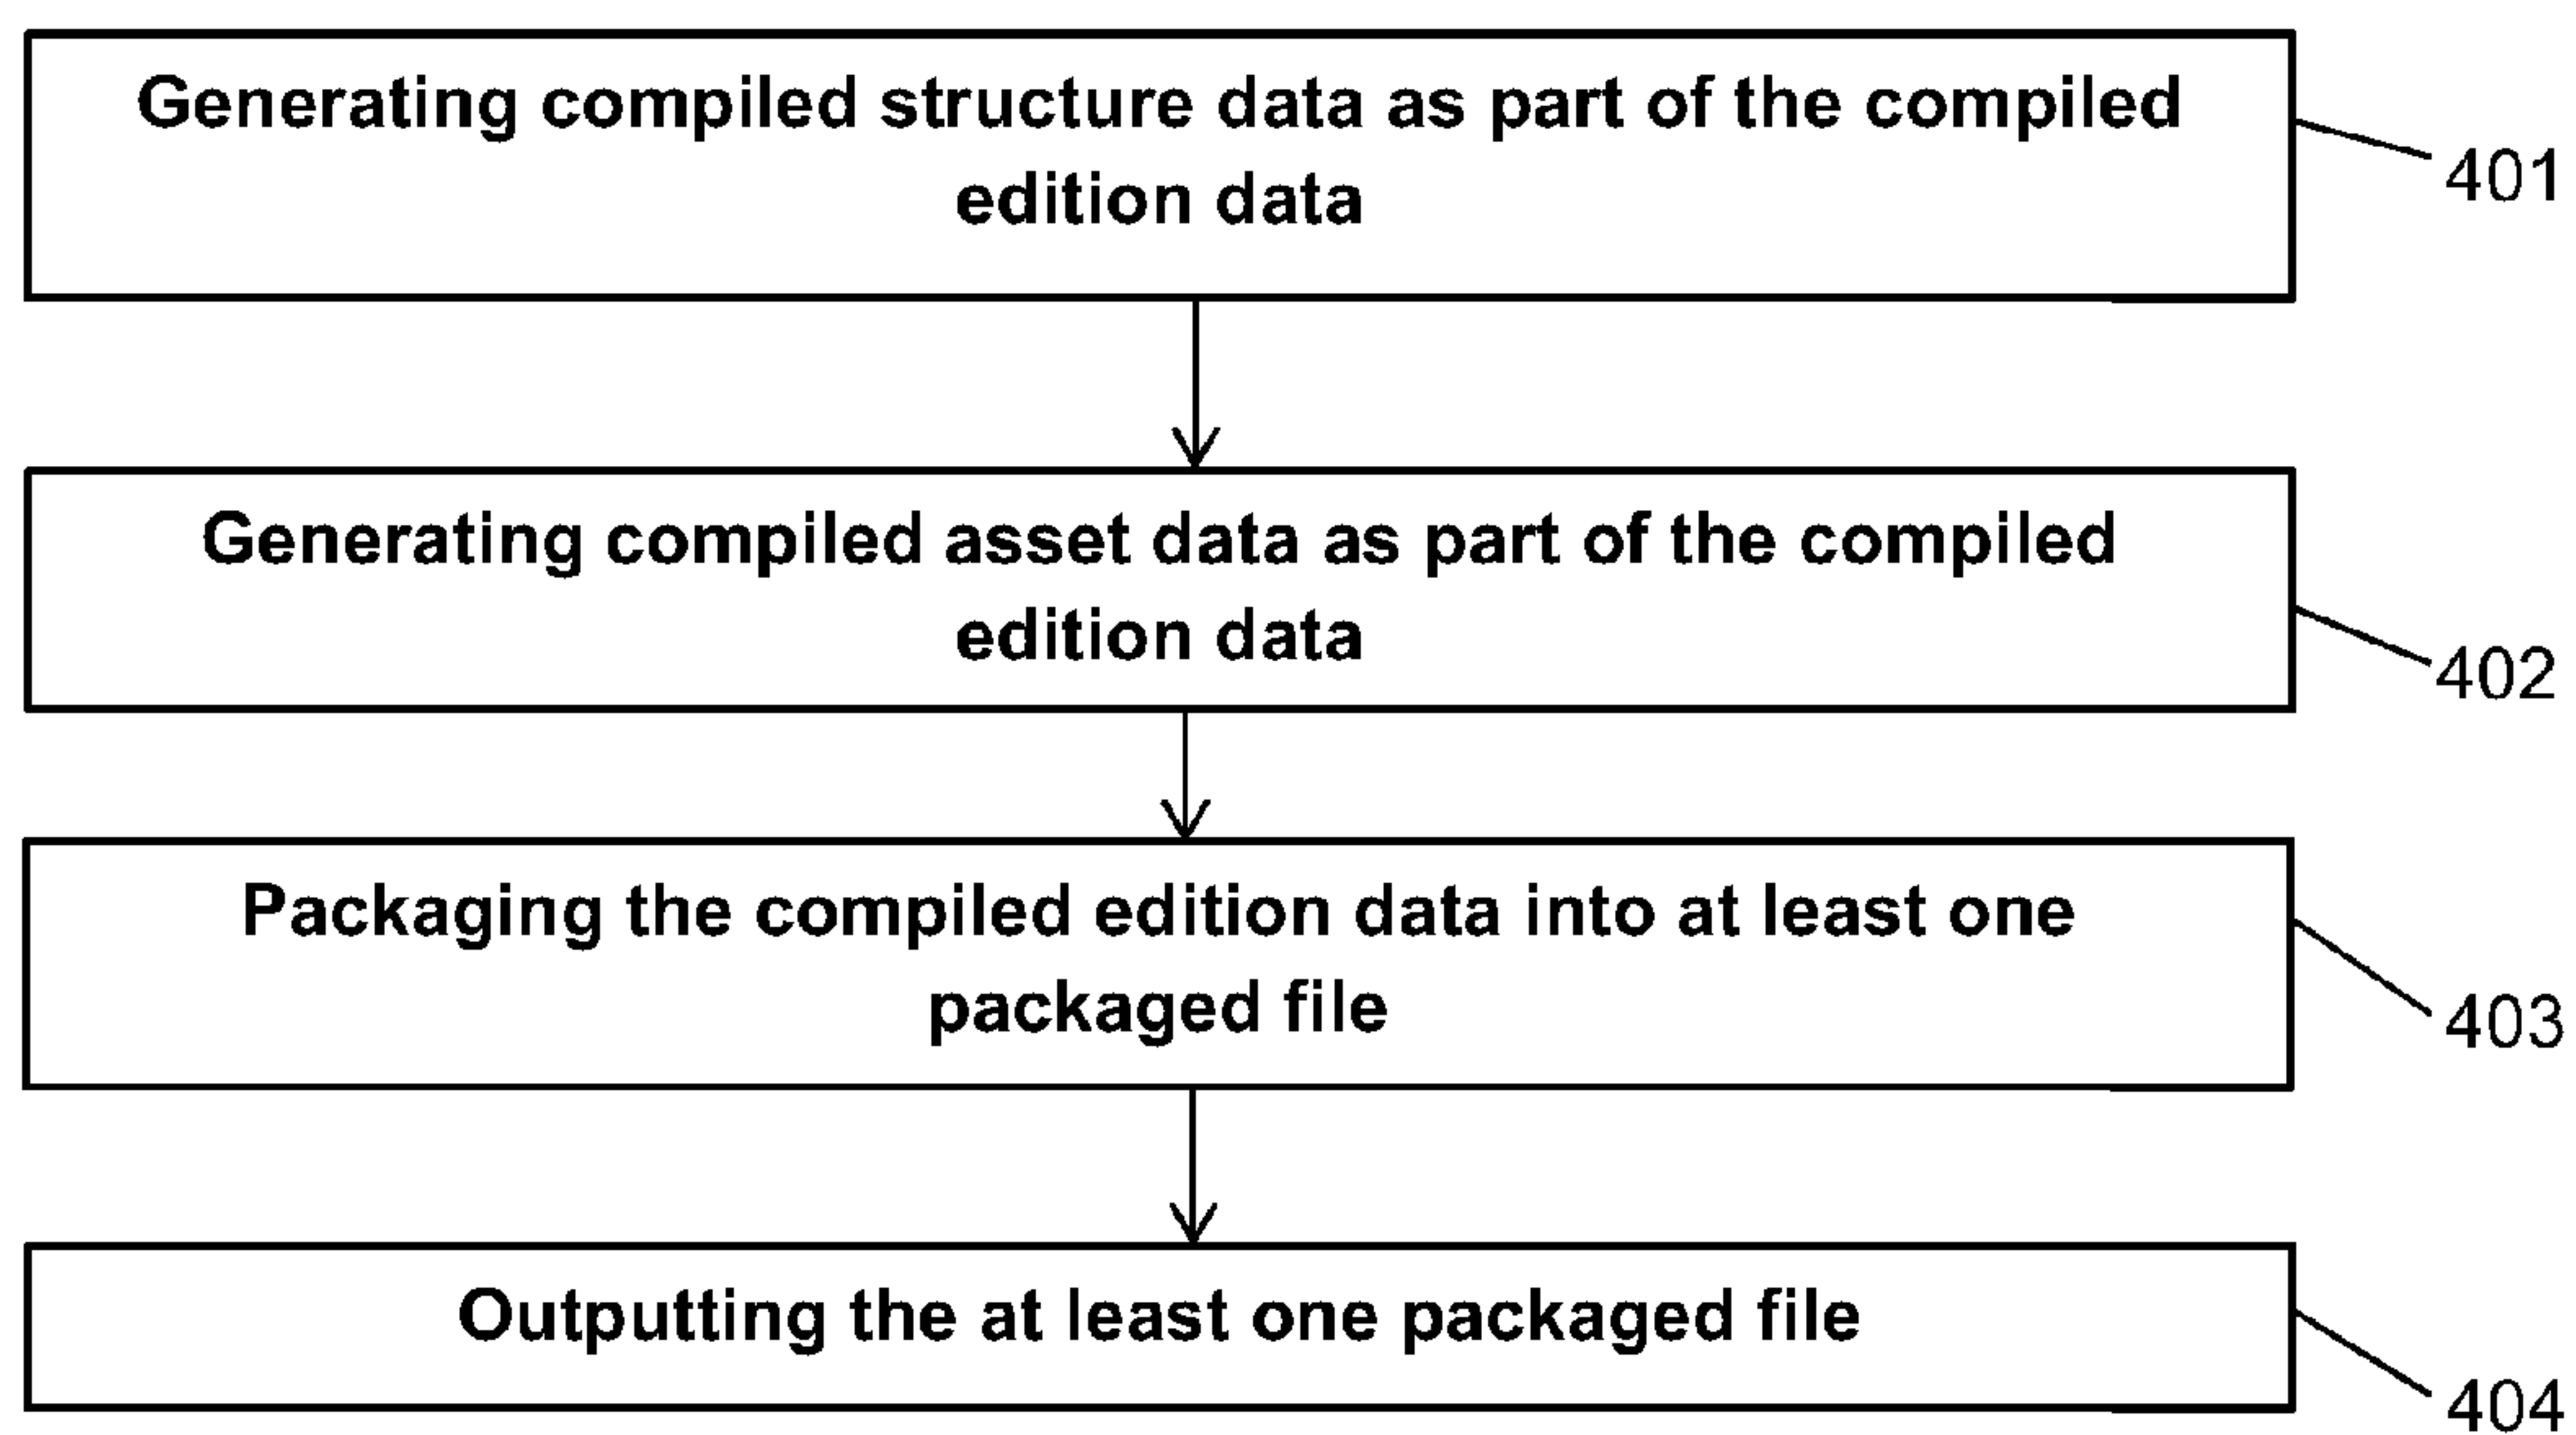 Generating compiled structure data as part of the compiled
edition data
401
Generating compiled asset data as part of the compiled
edition data
402
Packaging the compiled edition data into at least one
packaged file
403
Outputting the at least one packaged file
404